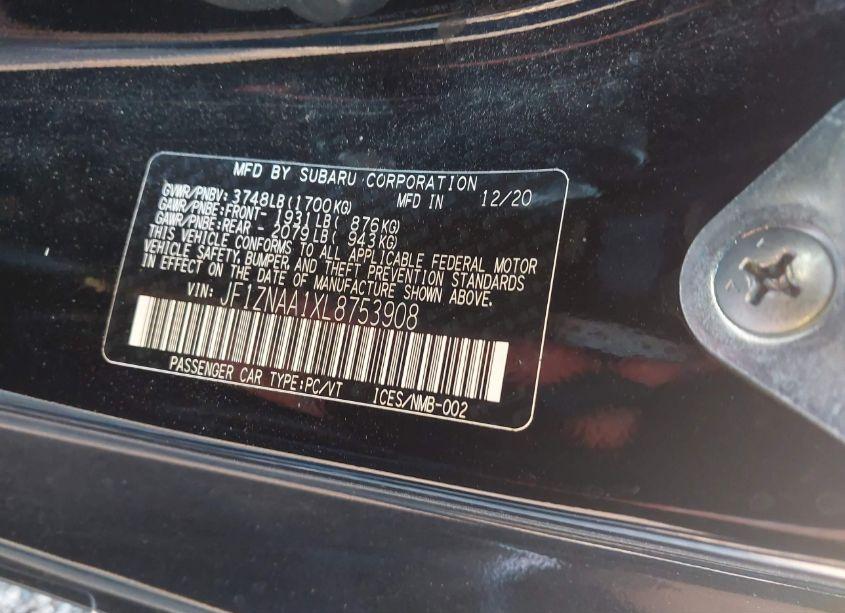 MFD BY SUBARU CORPORATION
GVWR/PNBV: 3748LB(1700KG) MFD IN 12/20
GAWR/PNBE:FRONT- 1931LB( 876KG)
GAWR/PNBE:REAR - 2079LB( 943KG)
THIS VEHICLE CONFORMS TO ALL APPLICABLE FEDERAL MOTOR
VEHICLE SAFETY, BUMPER, AND THEFT PREVENTION STANDARDS
IN EFFECT ON THE DATE OF MANUFACTURE SHOWN ABOVE.
VIN: JF1ZNAA1XL8753908
PASSENGER CAR TYPE:PC/VT ICES/NMB-002